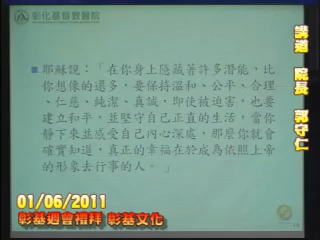 彰化基督教醫院
耶穌說：「在你身上隱藏著許多潛能，比
你想像的還多，要保持溫和、公平、合理
、仁慈、純潔、真誠，即使被迫害，也要
建立和平，並堅守自己正直的生活，當你
靜下來並感受自己內心深處，那麼你就會
確實知道，真正的幸福在於成為依照上帝
的形象去行事的人。」
講道 院長 郭守仁
01/06/2011
彰基週會禮拜 彰基文化